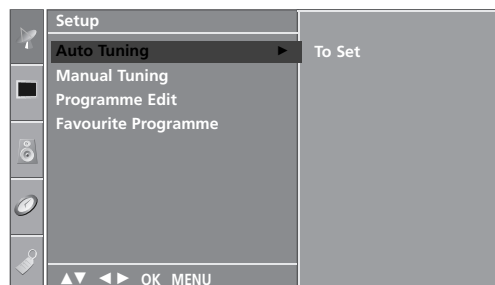 Setup
Auto Tuning ► To Set
Manual Tuning
Programme Edit
Favourite Programme
▲▼ ◄► OK MENU